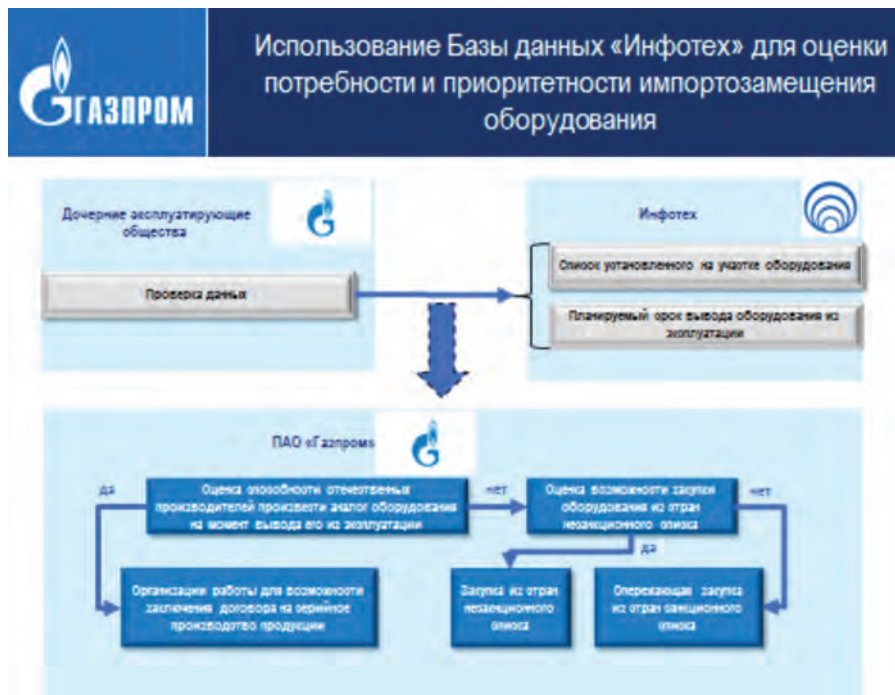 ГАЗПРОМ
Использование Базы данных «Инфотех» для оценки
потребности и приоритетности импортозамещения
оборудования
Дочерние эксплуатирующие
общества
Проверка данных
Инфотех
Список установленного на участке оборудования
Планируемый срок вывода оборудования из
эксплуатации
ПАО «Газпром»
да
Оценка способности отечественных
производителей произвести аналог оборудования
на момент вывода его из эксплуатации
нет
Оценка возможности закупки
оборудования из стран
несанкционного списка
нет
да
Организации работы для возможности
заключения договора на серийное
производство продукции
Закупка из стран
несанкционного
списка
Опережающая закупка
из стран санкционного
списка